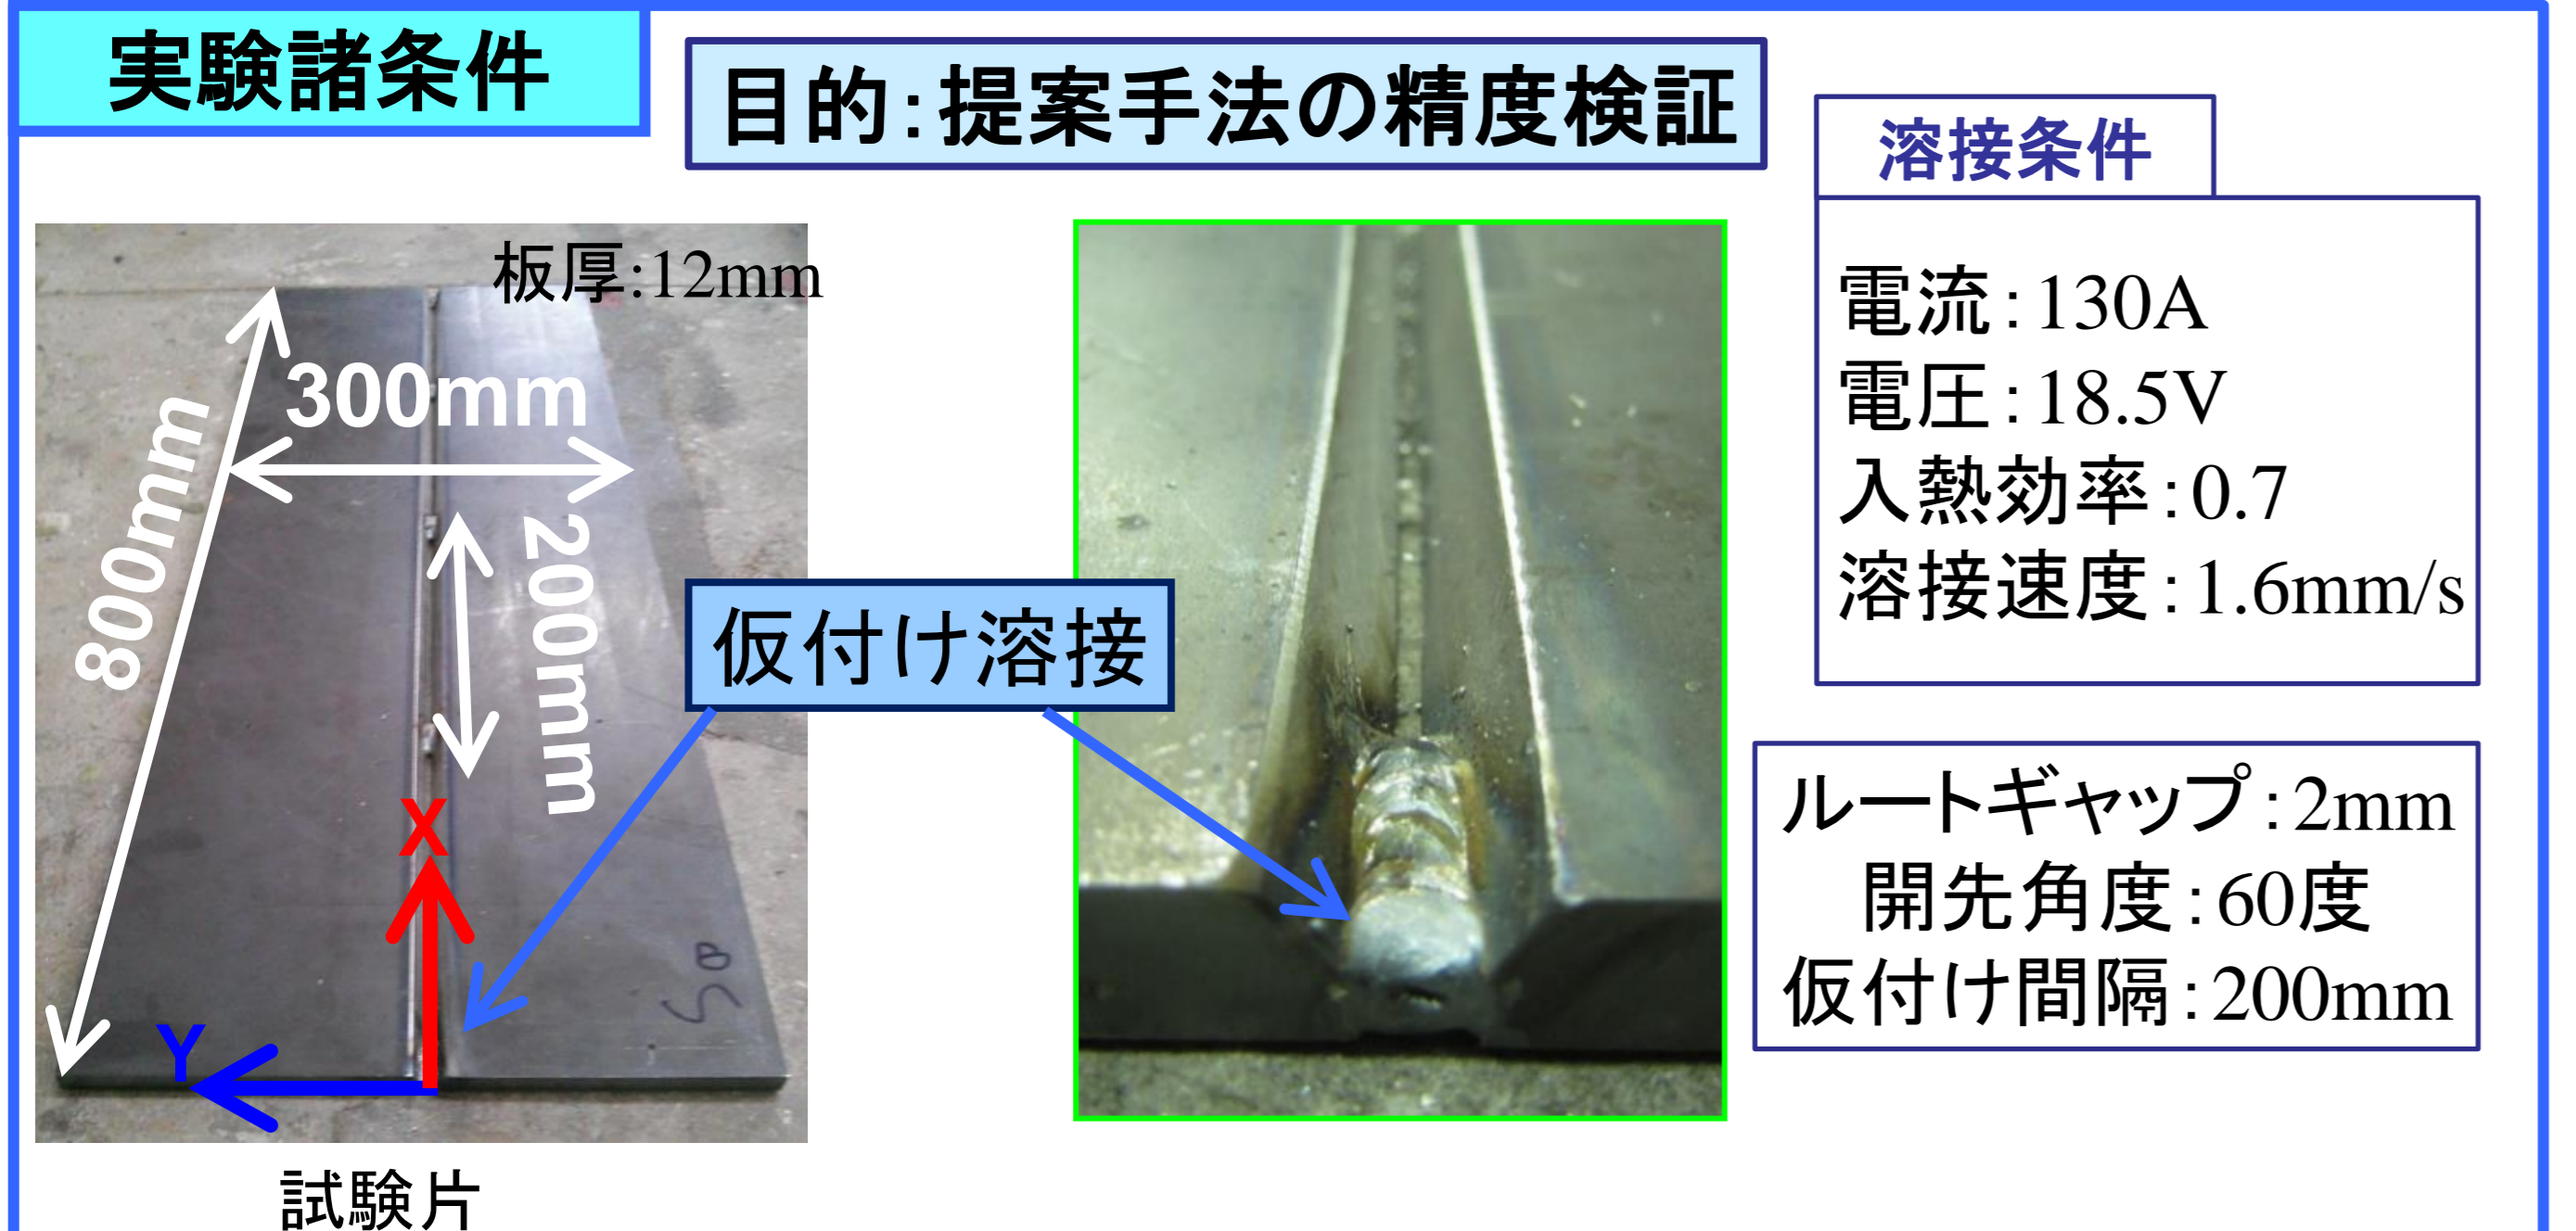 実験諸条件
目的:提案手法の精度検証
溶接条件
電流:130A
電圧:18.5V
入熱効率:0.7
溶接速度:1.6mm/s
板厚:12mm
300mm
800mm
200mm
仮付け溶接
X
Y
50
ルートギャップ:2mm
開先角度:60度
仮付け間隔:200mm
試験片